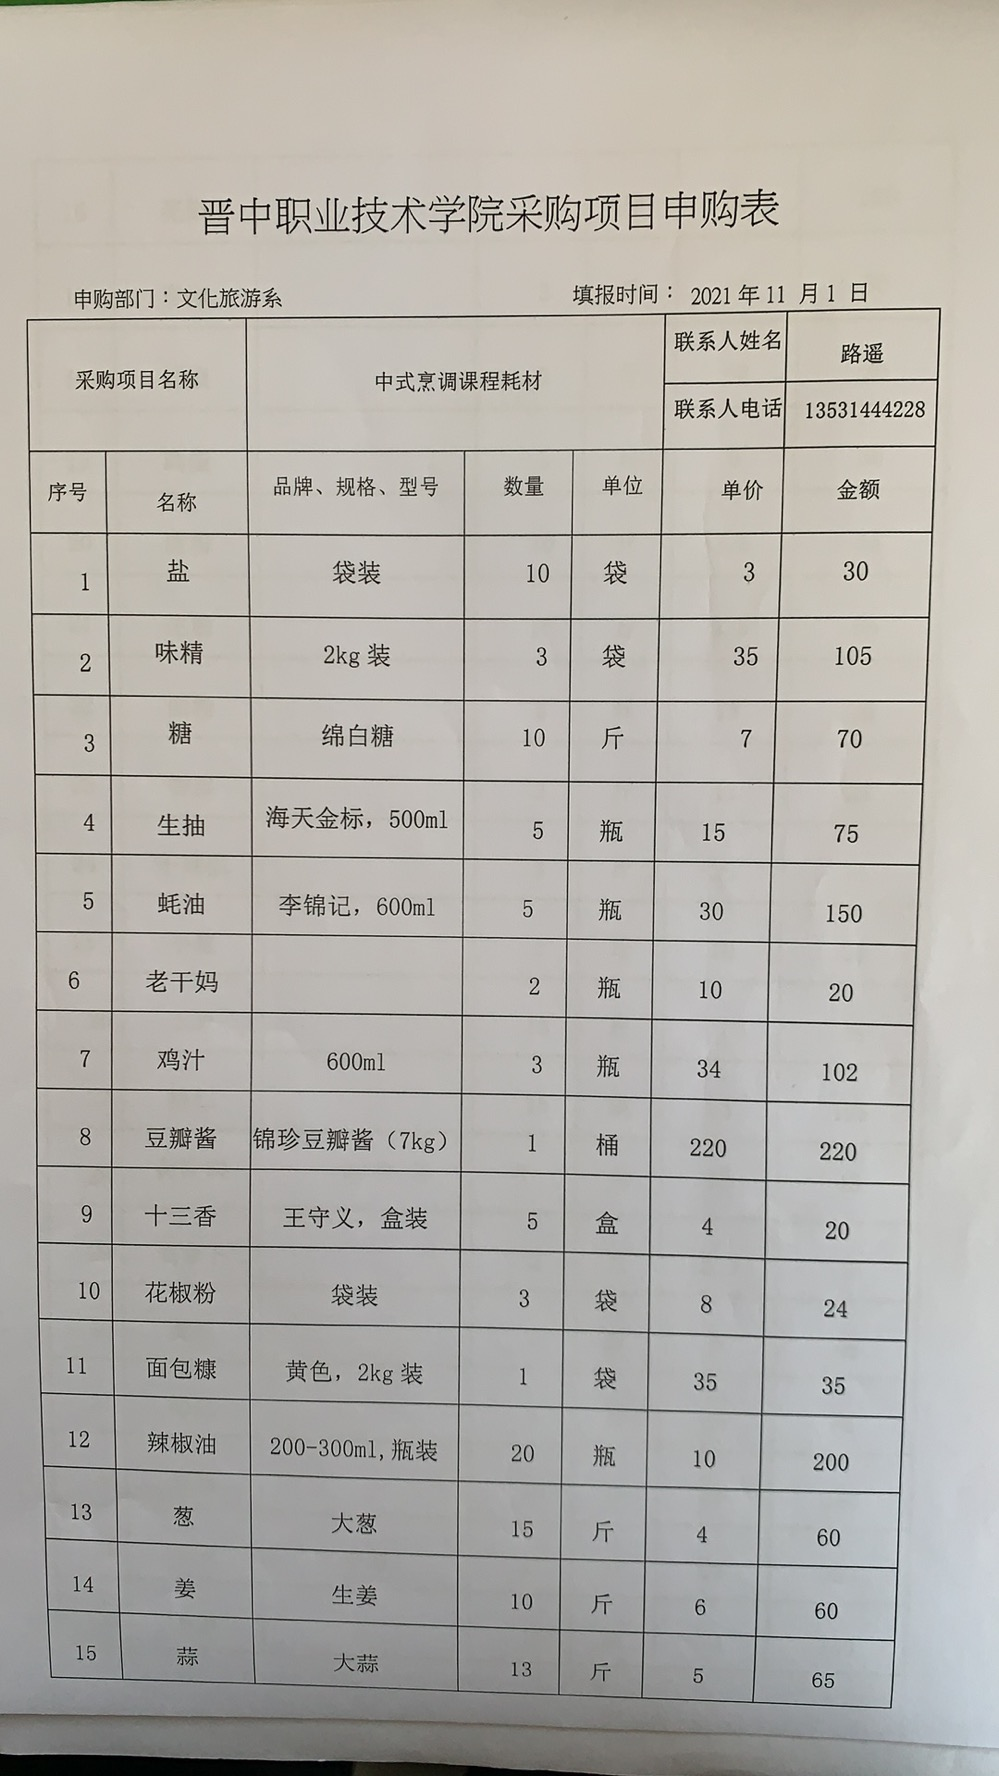 晋中职业技术学院采购项目申购表
申购部门：文化旅游系 填报时间： 2021 年 11 月 1 日
采购项目名称 中式烹调课程耗材 联系人姓名 路遥
联系人电话 13531444228
序号 名称 品牌、规格、型号 数量 单位 单价 金额
1 盐 袋装 10 袋 3 30
2 味精 2kg 装 3 袋 35 105
3 糖 绵白糖 10 斤 7 70
4 生抽 海天金标，500ml 5 瓶 15 75
5 蚝油 李锦记，600ml 5 瓶 30 150
6 老干妈 2 瓶 10 20
7 鸡汁 600ml 3 瓶 34 102
8 豆瓣酱 锦珍豆瓣酱（7kg） 1 桶 220 220
9 十三香 王守义，盒装 5 盒 4 20
10 花椒粉 袋装 3 袋 8 24
11 面包糠 黄色，2kg 装 1 袋 35 35
12 辣椒油 200-300ml,瓶装 20 瓶 10 200
13 葱 大葱 15 斤 4 60
14 姜 生姜 10 斤 6 60
15 蒜 大蒜 13 斤 5 65